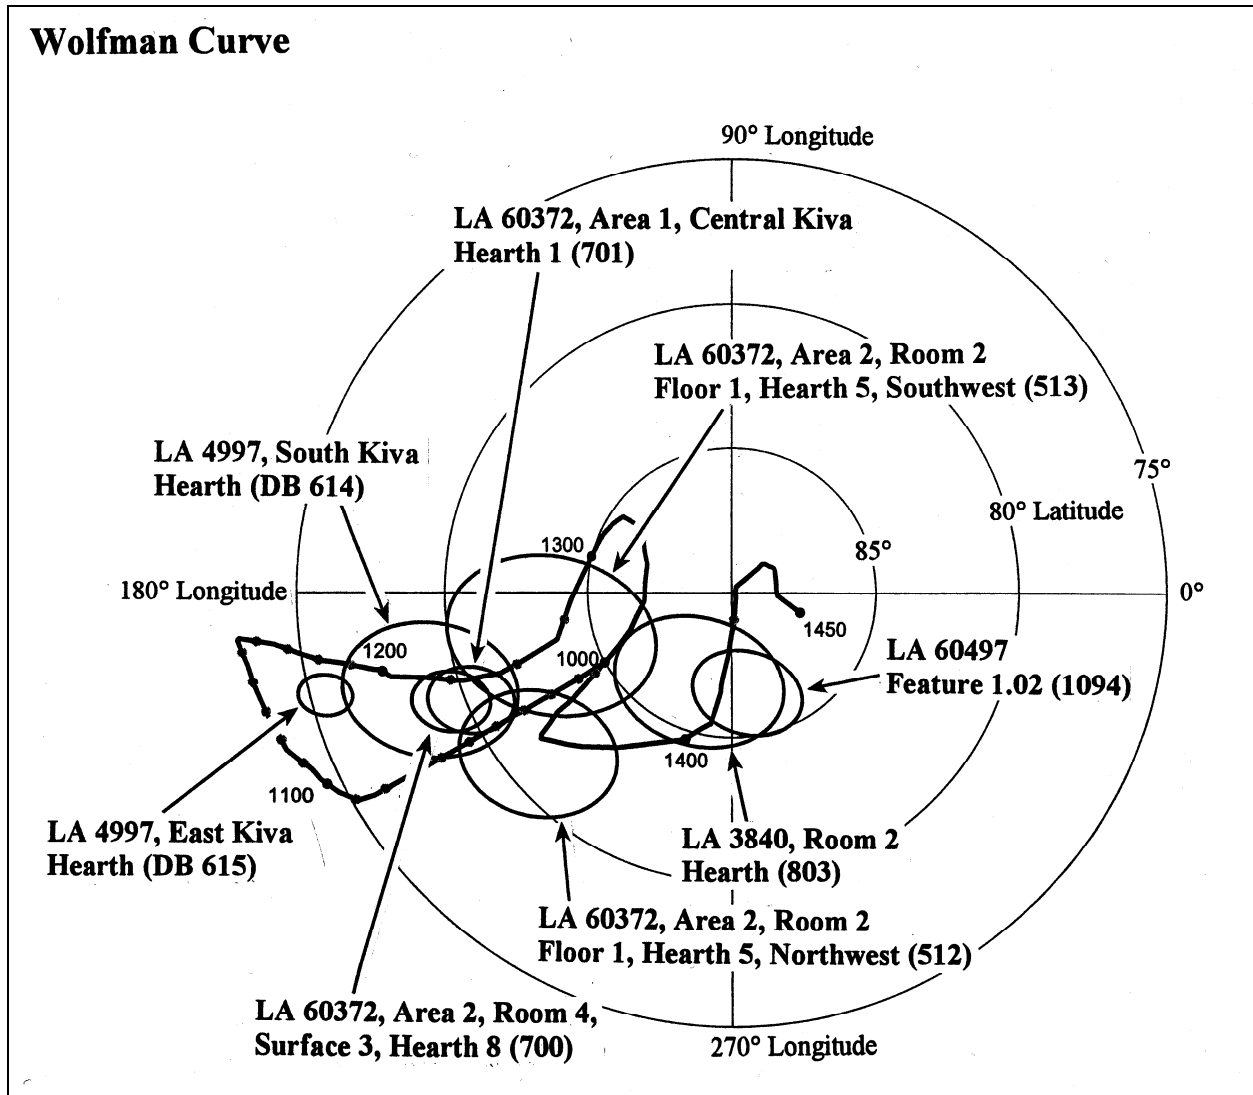 Wolfman Curve
90° Longitude
LA 60372, Area 1, Central Kiva
Hearth 1 (701)
LA 60372, Area 2, Room 2
Floor 1, Hearth 5, Southwest (513)
LA 4997, South Kiva
Hearth (DB 614)
75°
80° Latitude
85°
1300
180° Longitude
0°
1450
1200
1000
LA 60497
Feature 1.02 (1094)
1400
1100
LA 4997, East Kiva
Hearth (DB 615)
LA 3840, Room 2
Hearth (803)
LA 60372, Area 2, Room 2
Floor 1, Hearth 5, Northwest (512)
LA 60372, Area 2, Room 4,
Surface 3, Hearth 8 (700)
270° Longitude